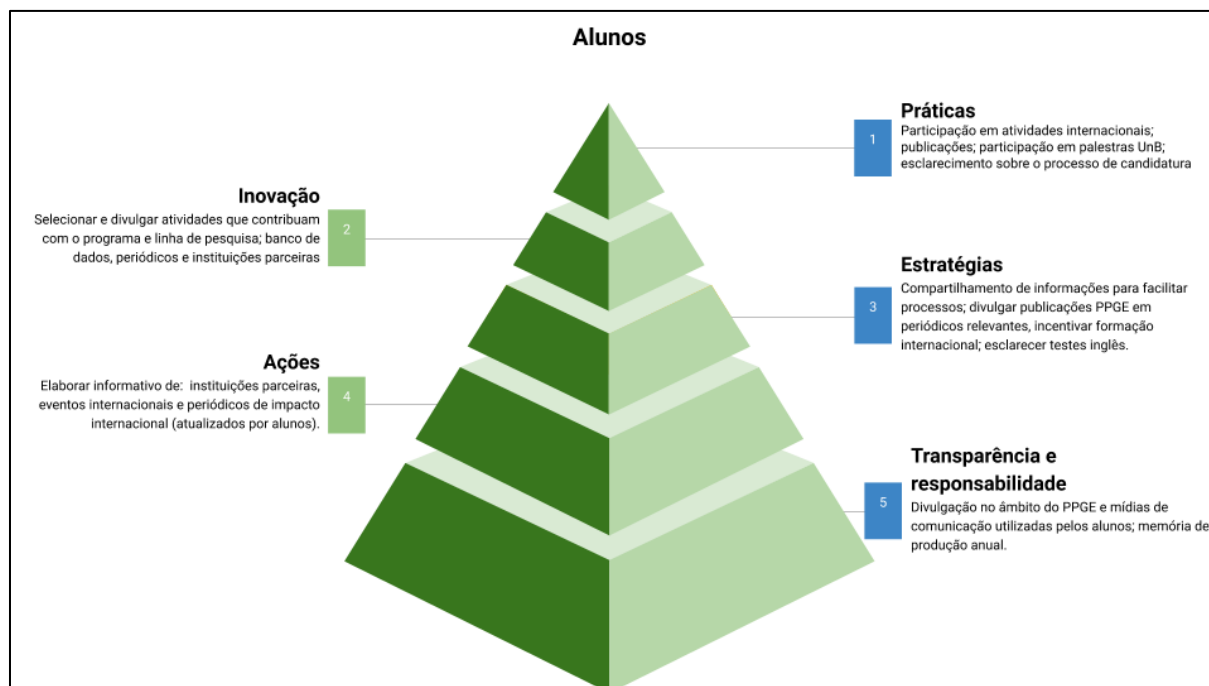 Alunos
1
Práticas
Participação em atividades internacionais;
publicações; participação em palestras UnB;
esclarecimento sobre o processo de candidatura
Inovação
Selecionar e divulgar atividades que contribuam
com o programa e linha de pesquisa; banco de
dados, periódicos e instituições parceiras
2
3
Estratégias
Compartilhamento de informações para facilitar
processos; divulgar publicações PPGE em
periódicos relevantes, incentivar formação
internacional; esclarecer testes inglês.
Ações
Elaborar informativo de: instituições parceiras,
eventos internacionais e periódicos de impacto
internacional (atualizados por alunos).
4
5
Transparência e
responsabilidade
Divulgação no âmbito do PPGE e mídias de
comunicação utilizadas pelos alunos; memória de
produção anual.